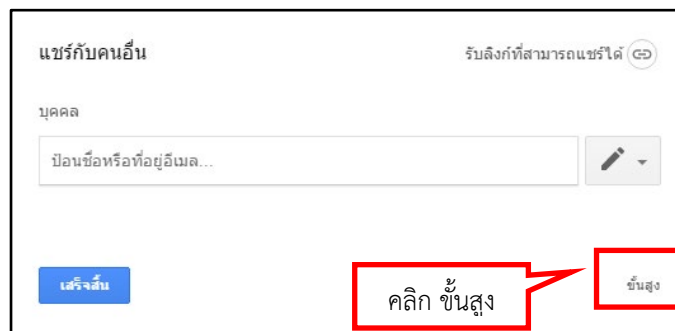 แชร์กับคนอื่น
รับลิงก์ที่สามารถแชร์ได้
บุคคล
ป้อนชื่อหรือที่อยู่อีเมล...
เสร็จสิ้น
คลิก ขั้นสูง
ขั้นสูง